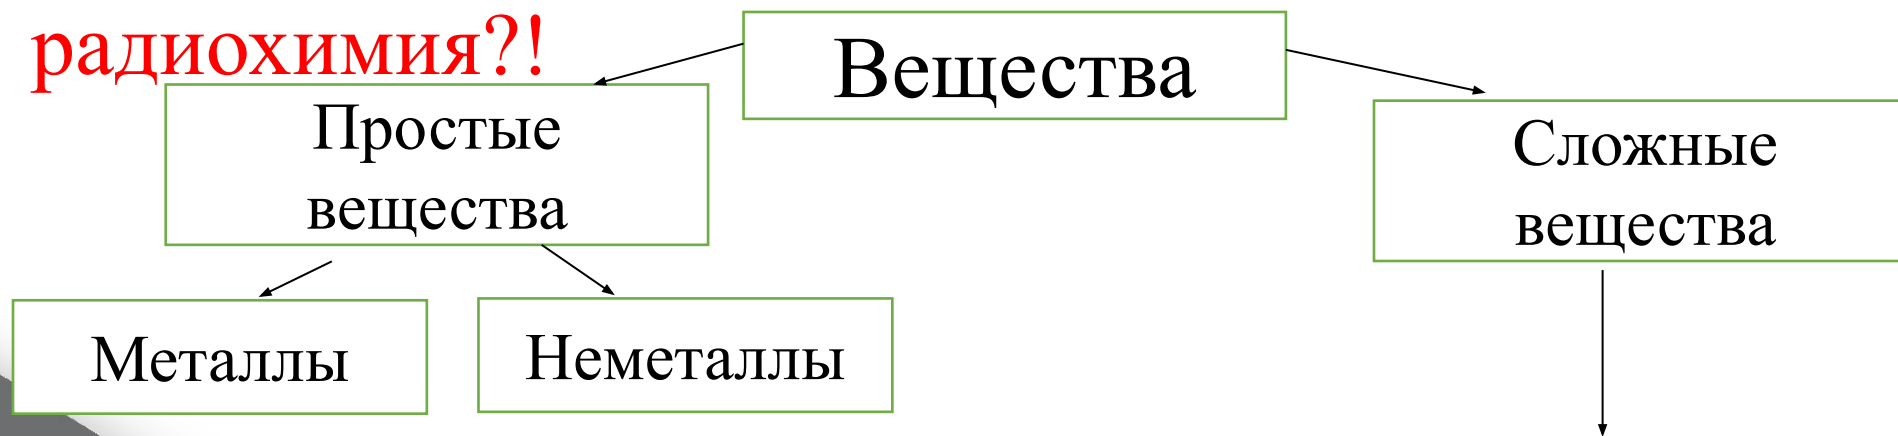 радиохимия?!
Вещества
Простые
вещества
Сложные
вещества
Металлы
Неметаллы